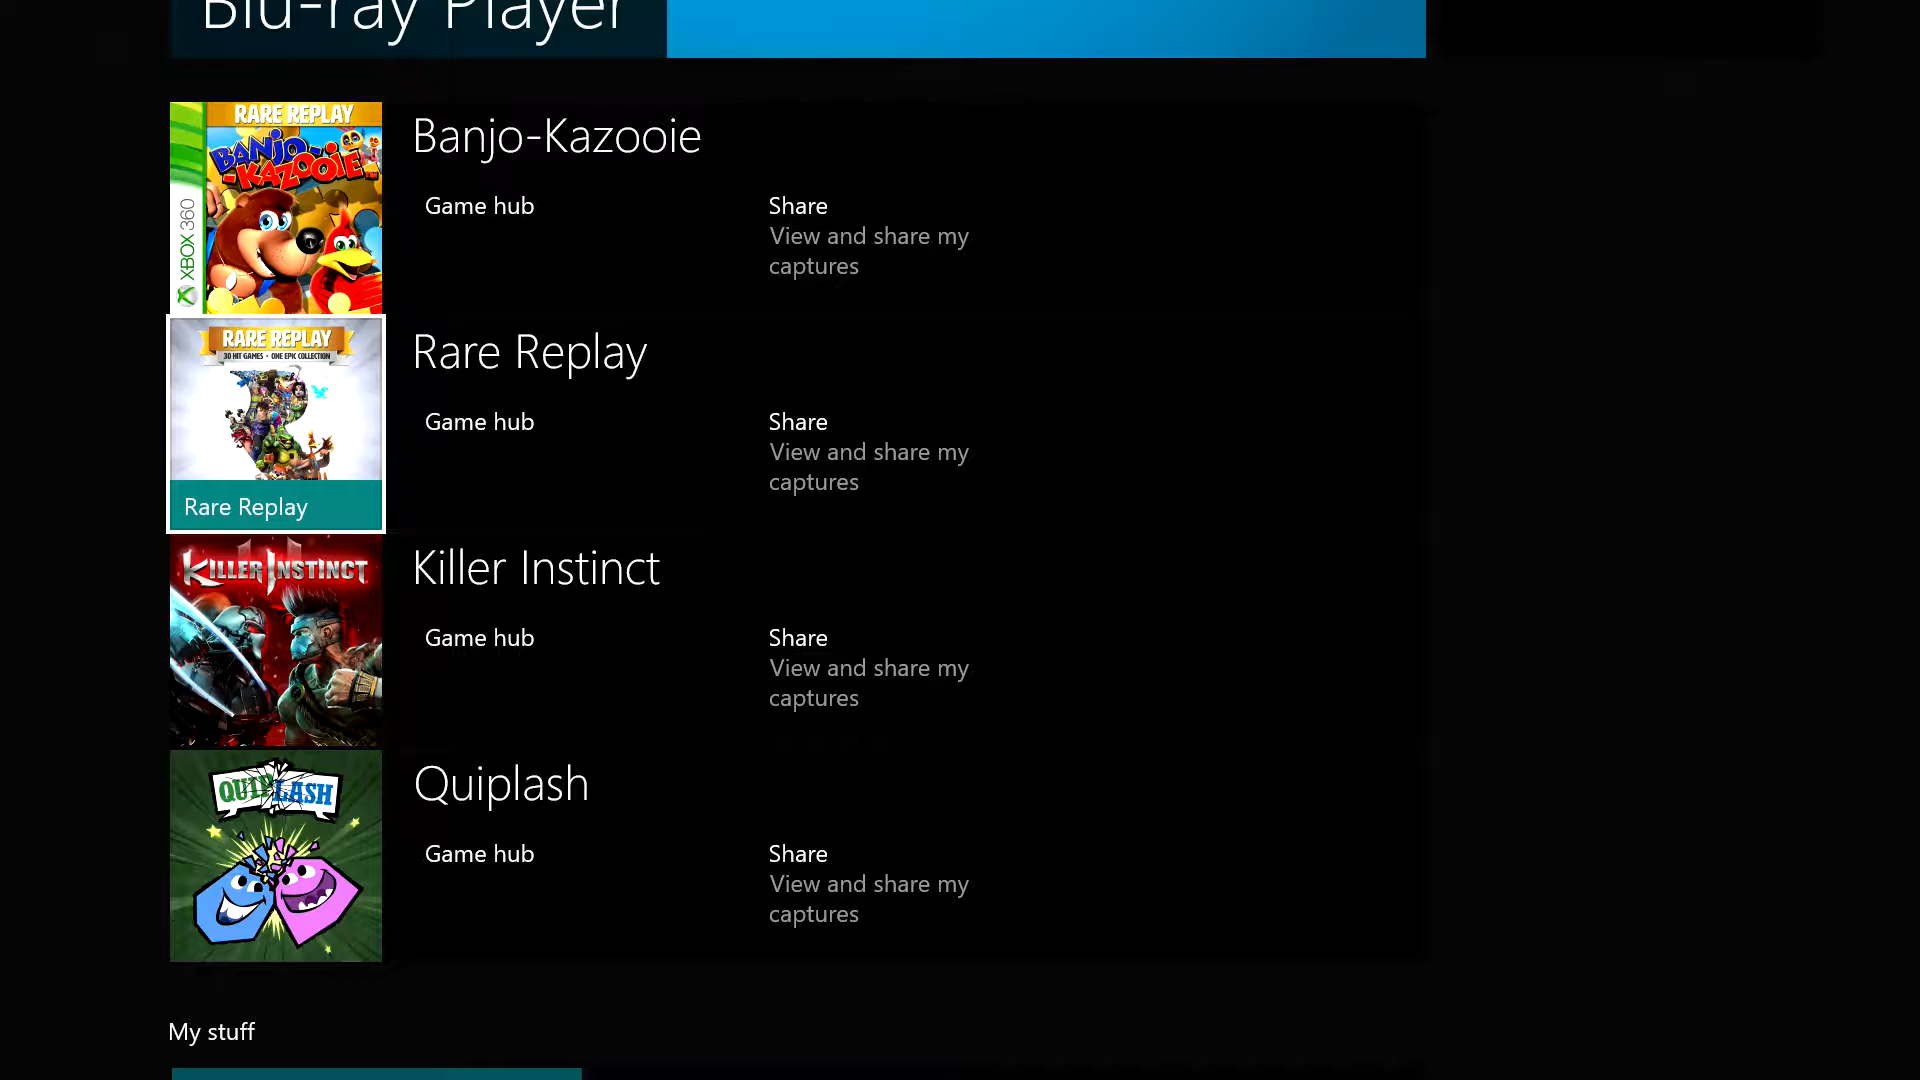 Blu-ray Player
RARE REPLAY
BANJO-
-KAZOOIE
XBOX 360
Banjo-Kazooie
Game hub
Share
View and share my
captures
RARE REPLAY
30 HIT GAMES • ONE EPIC COLLECTION
Rare Replay
Rare Replay
Game hub
Share
View and share my
captures
KILLER INSTINCT
Killer Instinct
Game hub
Share
View and share my
captures
QUIPLASH
Quiplash
Game hub
Share
View and share my
captures
My stuff